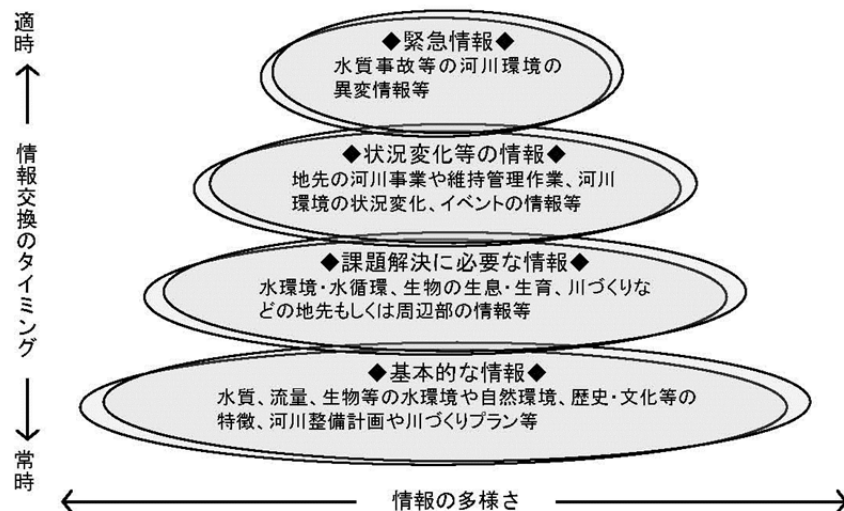 適時
◆緊急情報◆
水質事故等の河川環境の
異変情報等
◆状況変化等の情報◆
地先の河川事業や維持管理作業、河川
環境の状況変化、イベントの情報等
情報交換のタイミング
◆課題解決に必要な情報◆
水環境・水循環、生物の生息・生育、川づくりな
どの地先もしくは周辺部の情報等
◆基本的な情報◆
水質、流量、生物等の水環境や自然環境、歴史・文化等の
特徴、河川整備計画や川づくりプラン等
常時
情報の多様さ